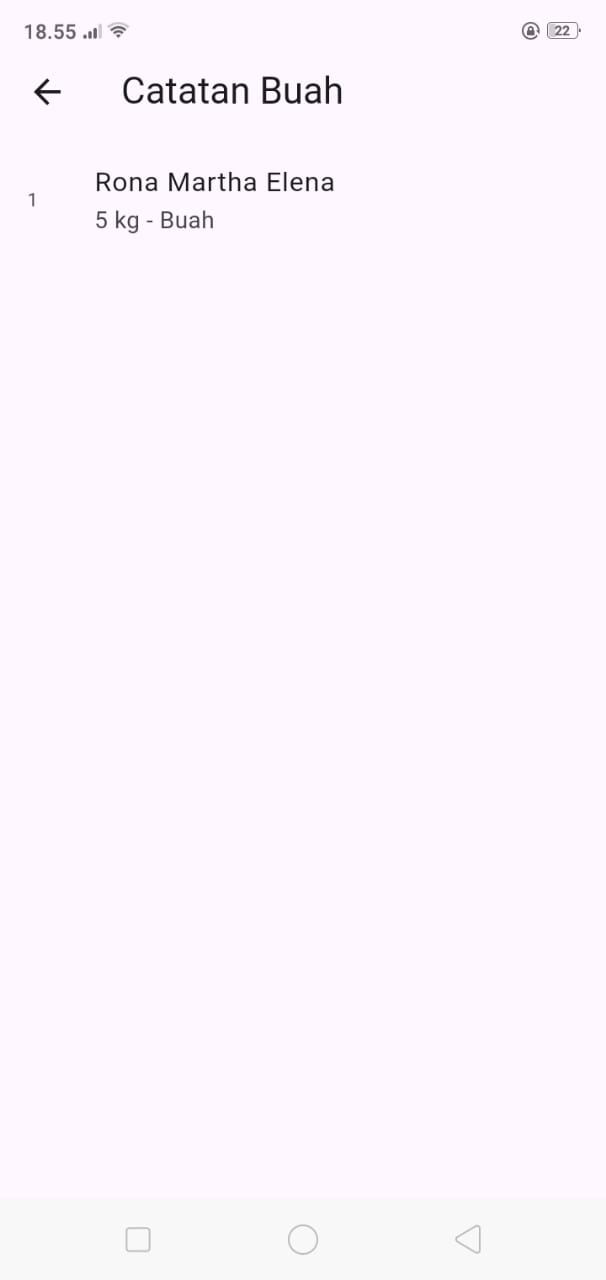 18.55
22
Catatan Buah
1
Rona Martha Elena
5 kg - Buah